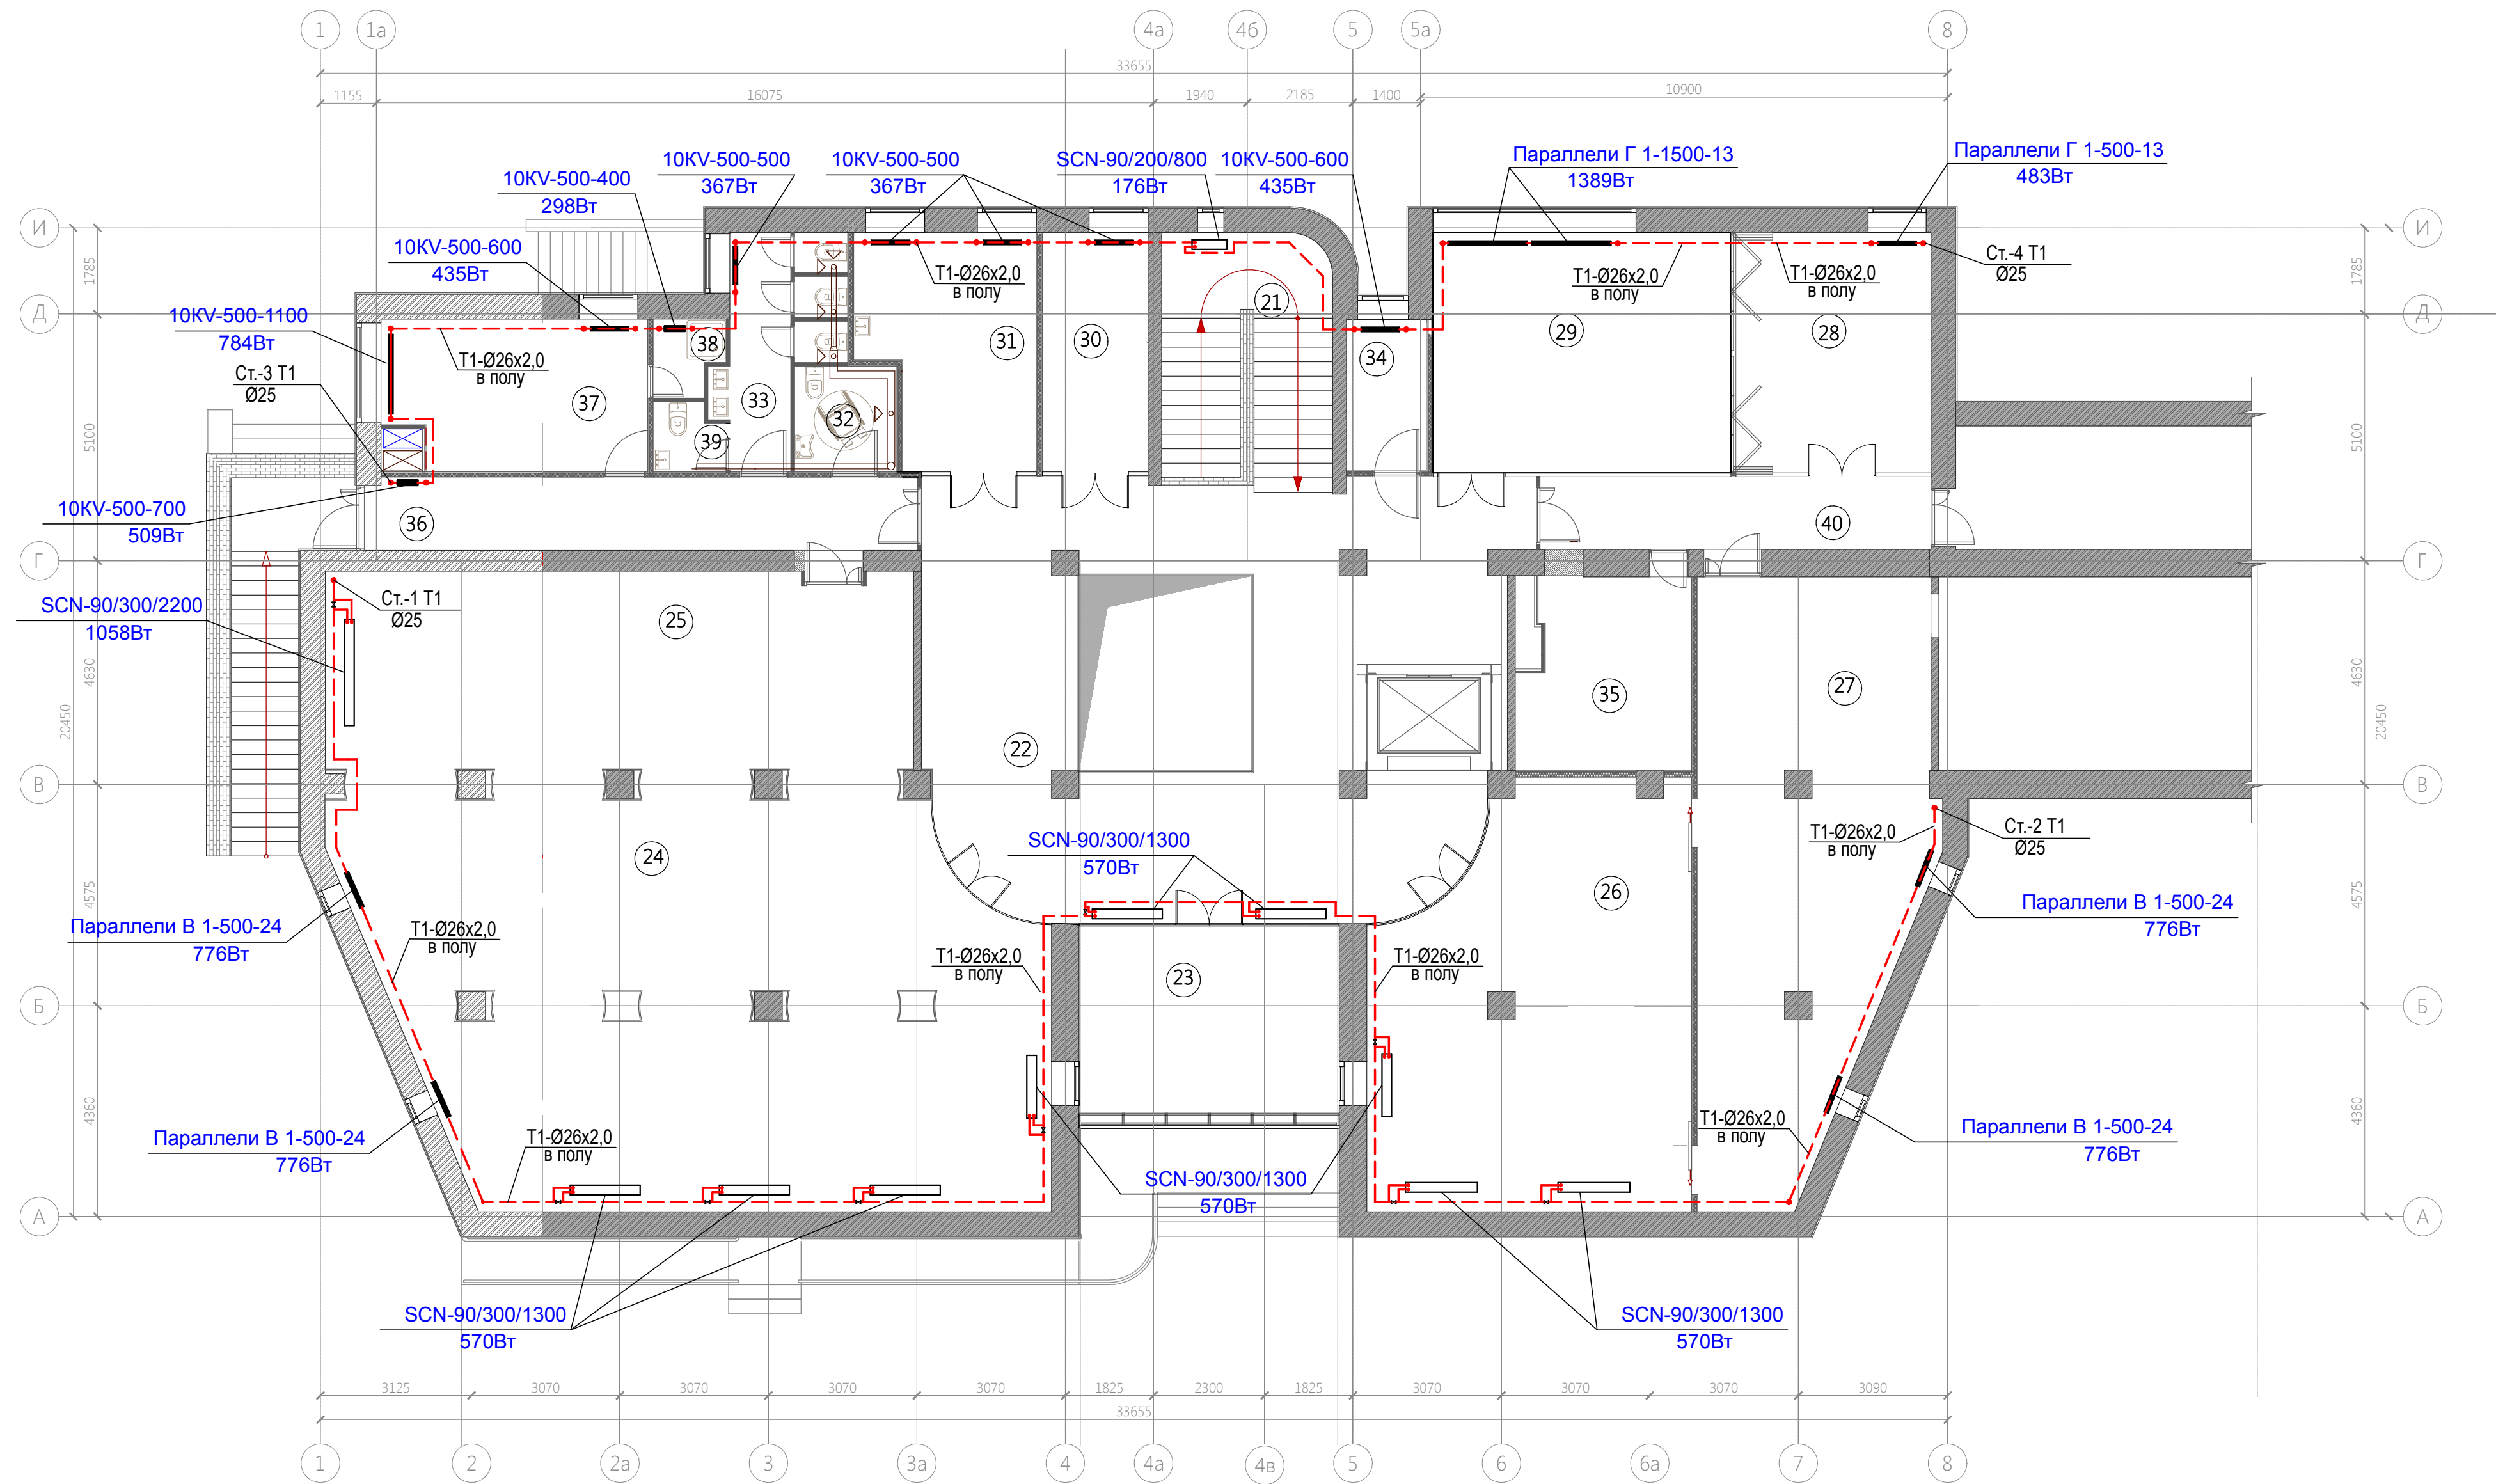 1
1а
4а
4б
5
5а
8
33655
1155
16075
1940
2185
1400
10900
10KV-500-500
367Вт
10KV-500-500
367Вт
SCN-90/200/800
176Вт
10KV-500-600
435Вт
Параллели Г 1-1500-13
1389Вт
Параллели Г 1-500-13
483Вт
10KV-500-400
298Вт
10KV-500-600
435Вт
10KV-500-1100
784Вт
Ст.-3 Т1
Ø25
И
И
1785
1785
Т1-Ø26х2,0
в полу
Т1-Ø26х2,0
в полу
Т1-Ø26х2,0
в полу
Ст.-4 Т1
Ø25
Д
Д
21
29
28
38
31
30
34
Т1-Ø26х2,0
в полу
37
33
32
39
5100
5100
10KV-500-700
509Вт
36
40
Г
Г
Ст.-1 Т1
Ø25
SCN-90/300/2200
1058Вт
25
35
27
22
4630
4630
20450
20450
В
В
Т1-Ø26х2,0
в полу
Ст.-2 Т1
Ø25
SCN-90/300/1300
570Вт
24
26
4575
4575
Параллели В 1-500-24
776Вт
Параллели В 1-500-24
776Вт
Т1-Ø26х2,0
в полу
Т1-Ø26х2,0
в полу
Т1-Ø26х2,0
в полу
23
Б
Б
4360
4360
Параллели В 1-500-24
776Вт
Т1-Ø26х2,0
в полу
Т1-Ø26х2,0
в полу
Параллели В 1-500-24
776Вт
SCN-90/300/1300
570Вт
А
А
SCN-90/300/1300
570Вт
SCN-90/300/1300
570Вт
3125
3070
3070
3070
3070
1825
2300
1825
3070
3070
3070
3090
33655
1
2
2а
3
3а
4
4а
4в
5
6
6а
7
8